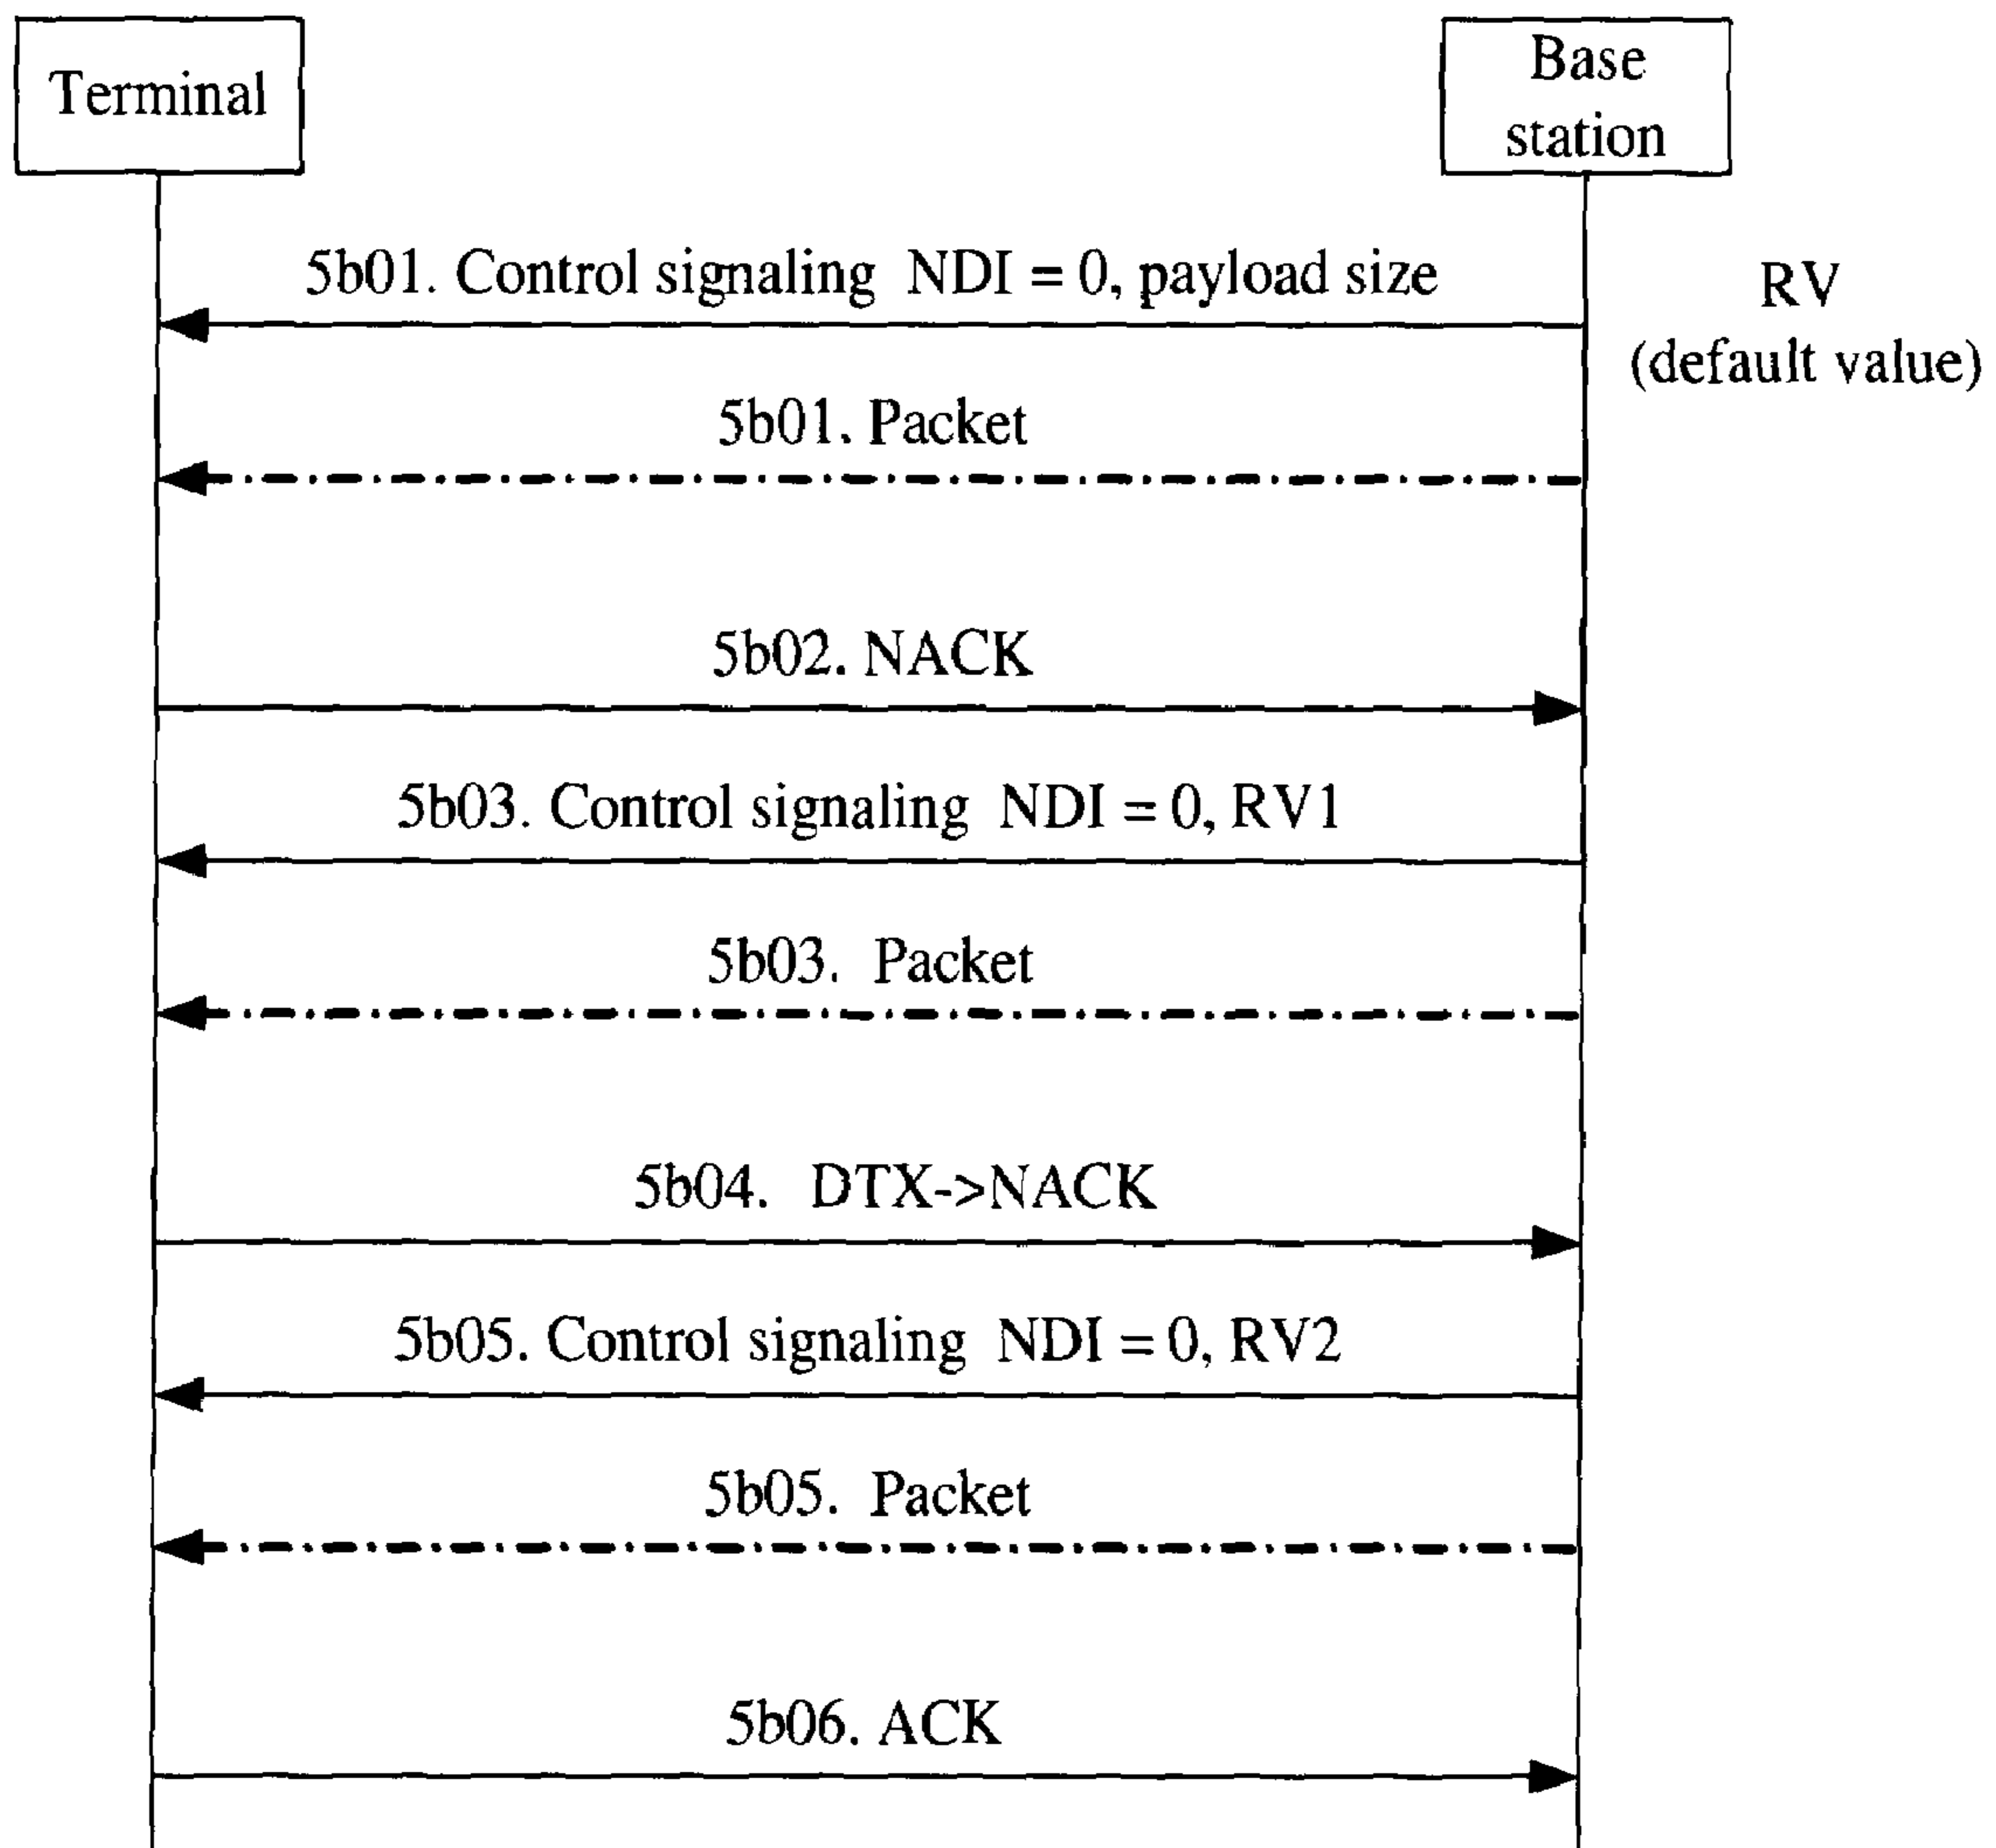 Terminal
Base
station
5b01. Control signaling NDI = 0, payload size
RV
(default value)
5b01. Packet
5b02. NACK
5b03. Control signaling NDI = 0, RV1
5b03. Packet
5b04. DTX->NACK
5b05. Control signaling NDI = 0, RV2
5b05. Packet
5b06. ACK